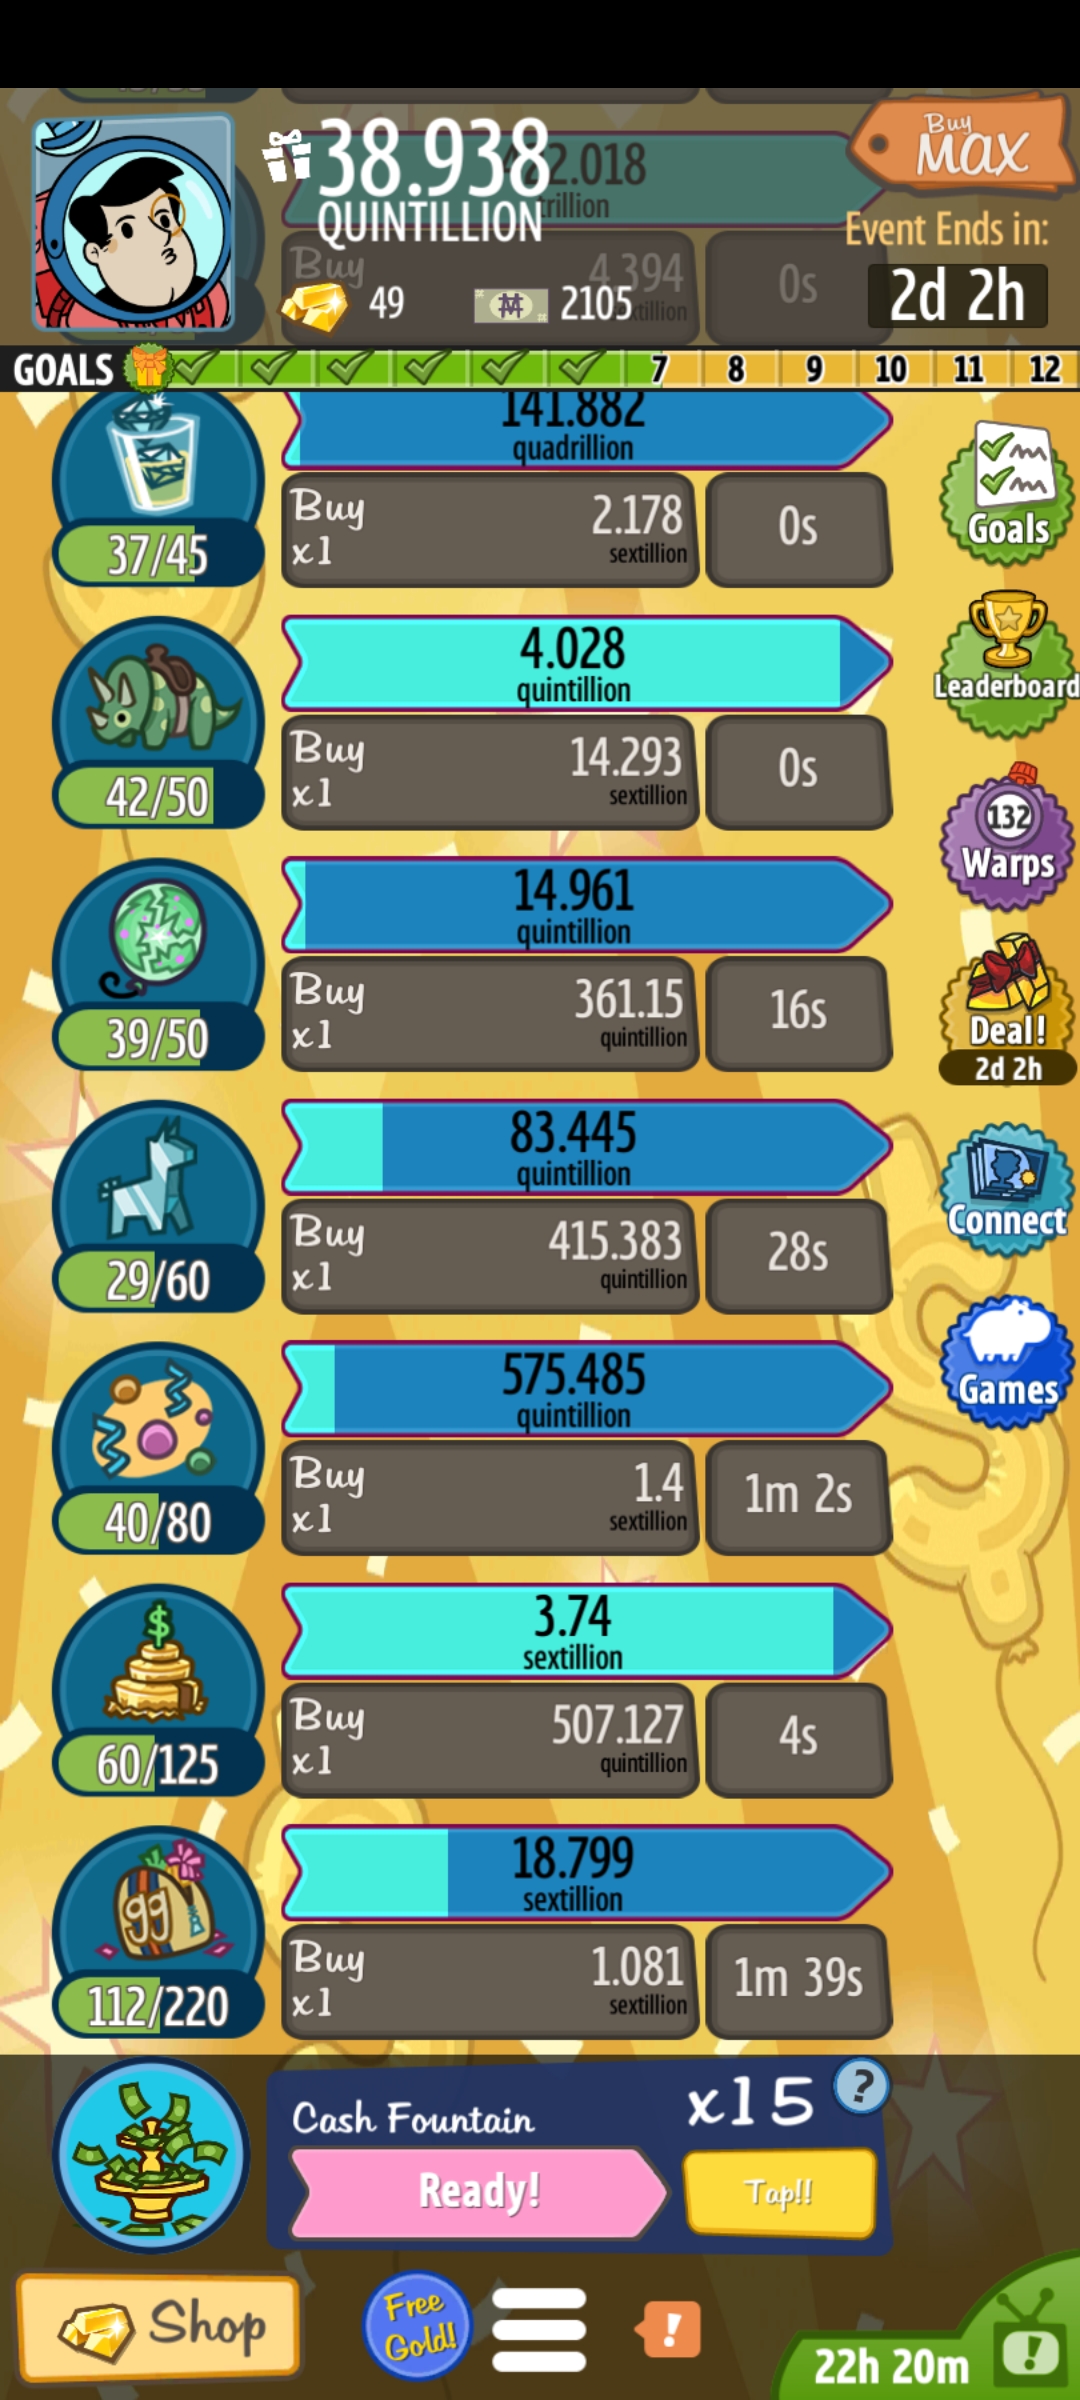 38.938
QUINTILLION
49
2105
Buy
MAX
Event Ends in:
2d 2h
2.018
trillion
Buy
4.394
0s
GOALS
7 8 9 10 11 12
141.882
quadrillion
37/45
Buy
x1
2.178
sextillion
0s
Goals
4.028
quintillion
42/50
Buy
x1
14.293
sextillion
0s
Leaderboard
14.961
quintillion
39/50
Buy
x1
361.15
quintillion
16s
132
Warps
Deal!
2d 2h
83.445
quintillion
29/60
Buy
x1
415.383
quintillion
28s
Connect
575.485
quintillion
40/80
Buy
x1
1.4
sextillion
1m 2s
Games
$
3.74
sextillion
60/125
Buy
x1
507.127
quintillion
4s
99
18.799
sextillion
112/220
Buy
x1
1.081
sextillion
1m 39s
Cash Fountain
x15
?
Ready!
Tap!!
Shop
Free
Gold!
!
22h 20m
!